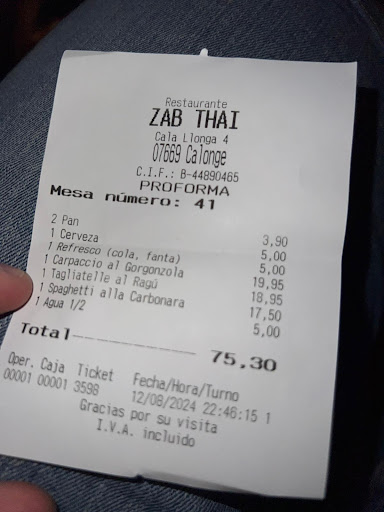 Restaurante
ZAB THAI
Cala Llonga 4
07669 Calonge
C.I.F.: B-44890465
PROFORMA
Mesa número: 41
2 Pan 3,90
1 Cerveza 5,00
1 Refresco (cola, fanta) 5,00
1 Carpaccio al Gorgonzola 19,95
1 Tagliatelle al Ragú 18,95
1 Spaghetti alla Carbonara 17,50
1 Agua 1/2 5,00
Total------------ 75,30
Oper. Caja Ticket Fecha/Hora/Turno
00001 00001 3598 12/08/2024 22:46:15 1
Gracias por su visita
I.V.A. incluido